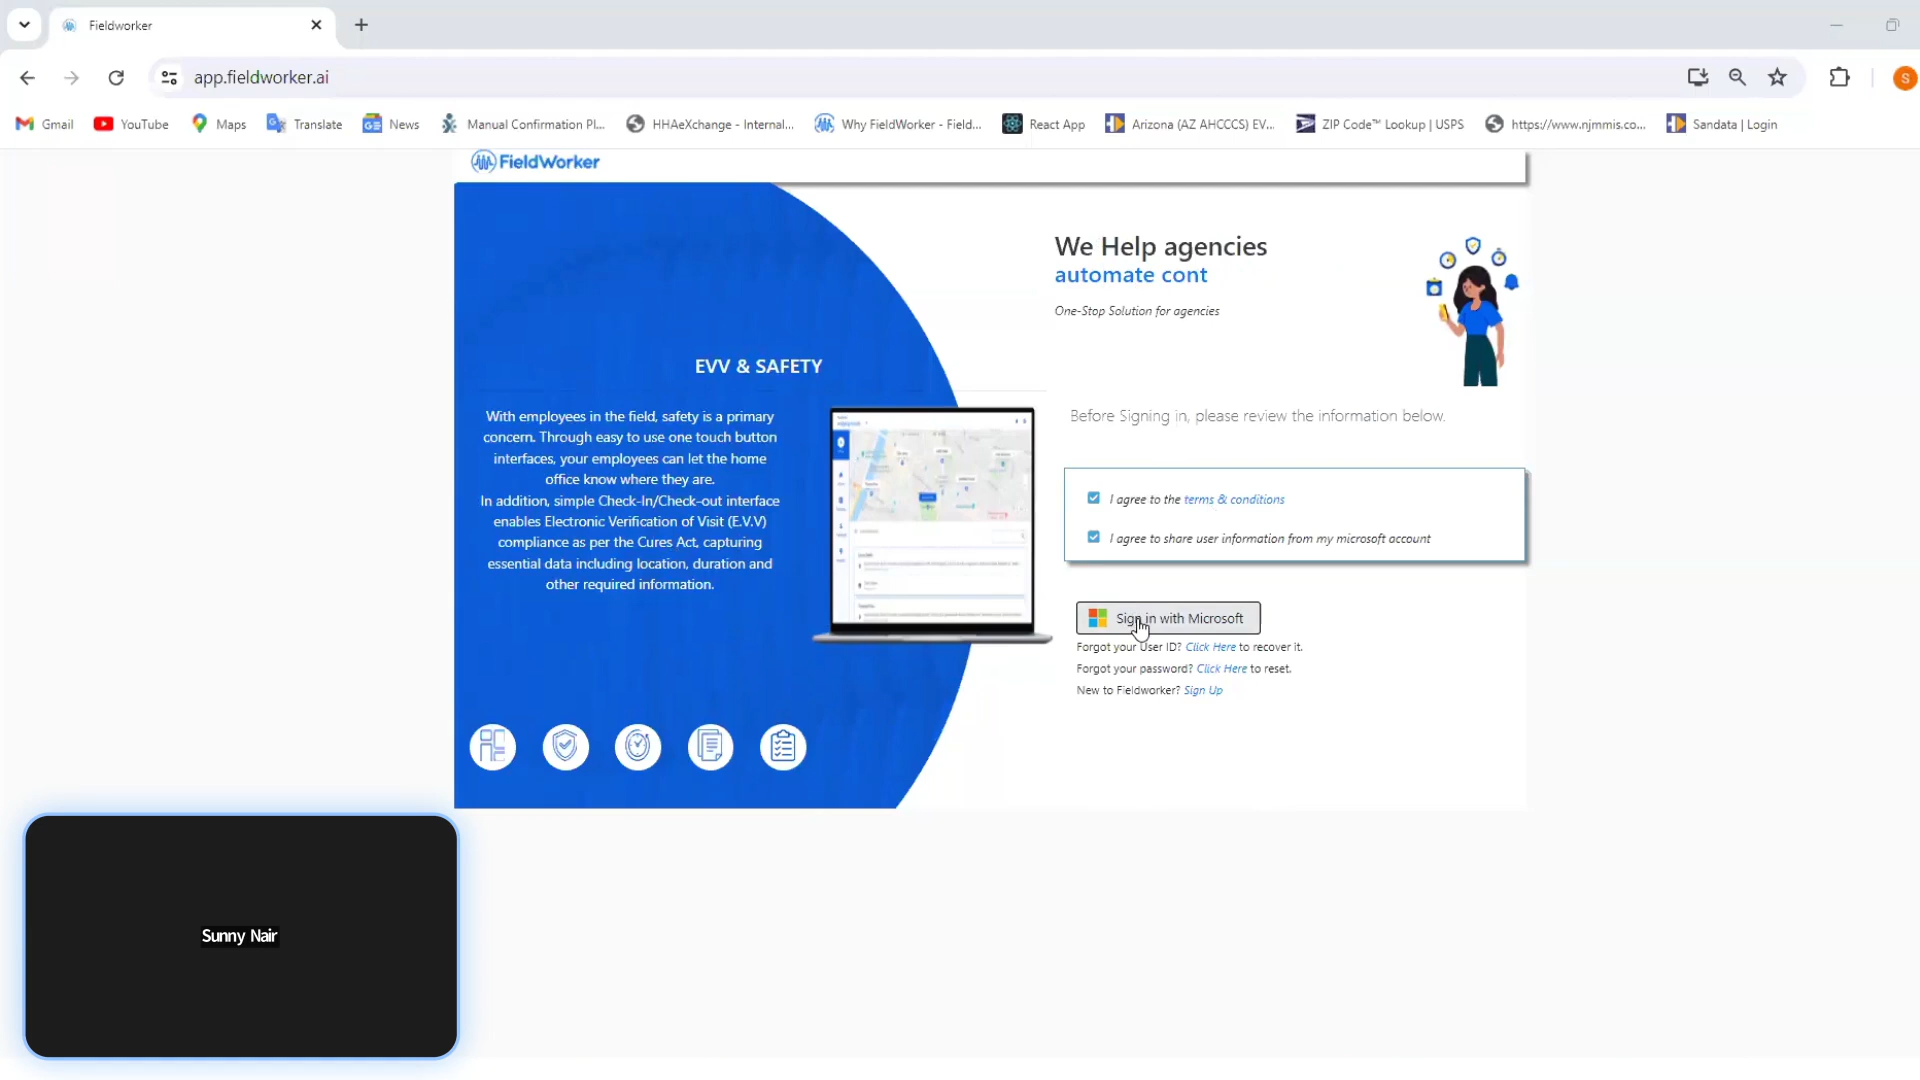 Fieldworker
app.fieldworker.ai
S
Gmail
YouTube
Maps
Translate
News
Manual Confirmation Pl...
HHAeXchange - Internal...
Why FieldWorker - Field...
React App
Arizona (AZ AHCCCS) EV...
ZIP Code™ Lookup | USPS
https://www.njmmis.co...
Sandata | Login
FieldWorker
We Help agencies
automate cont
One-Stop Solution for agencies
EVV & SAFETY
With employees in the field, safety is a primary
concern. Through easy to use one touch button
interfaces, your employees can let the home
office know where they are.
In addition, simple Check-In/Check-out interface
enables Electronic Verification of Visit (E.V.V)
compliance as per the Cures Act, capturing
essential data including location, duration and
other required information.
Before Signing in, please review the information below.
I agree to the terms & conditions
I agree to share user information from my microsoft account
Sign in with Microsoft
Forgot your User ID? Click Here to recover it.
Forgot your password? Click Here to reset.
New to Fieldworker? Sign Up
Sunny Nair